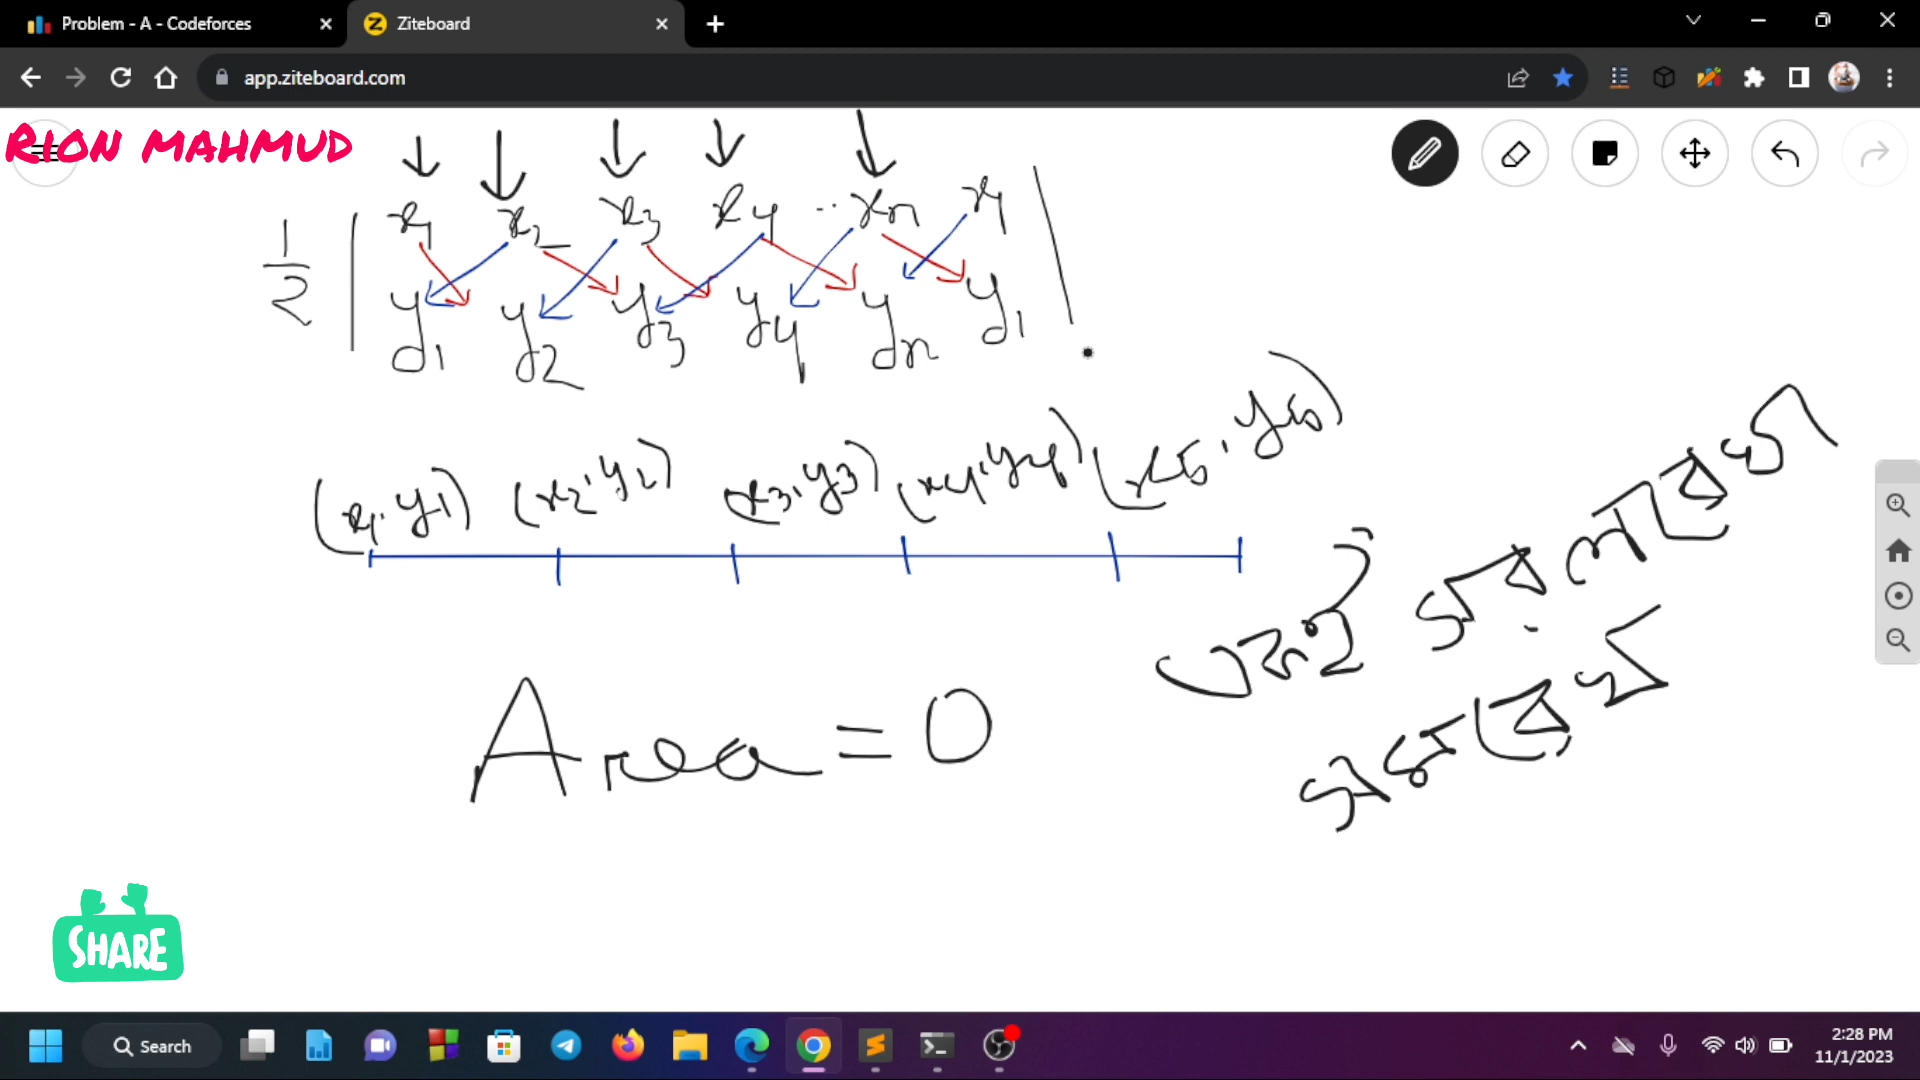 Problem - A - Codeforces
Ziteboard
app.ziteboard.com
RION MAHMUD
x1 x2 x3 x4 .. xn x1
1/2
y1 y2 y3 y4 yn y1
(x1, y1) (x2, y2) (x3, y3) (x4, y4) (x5, y5)
একই সরলরেখা
Area = 0
SHARE
Search
2:28 PM
11/1/2023